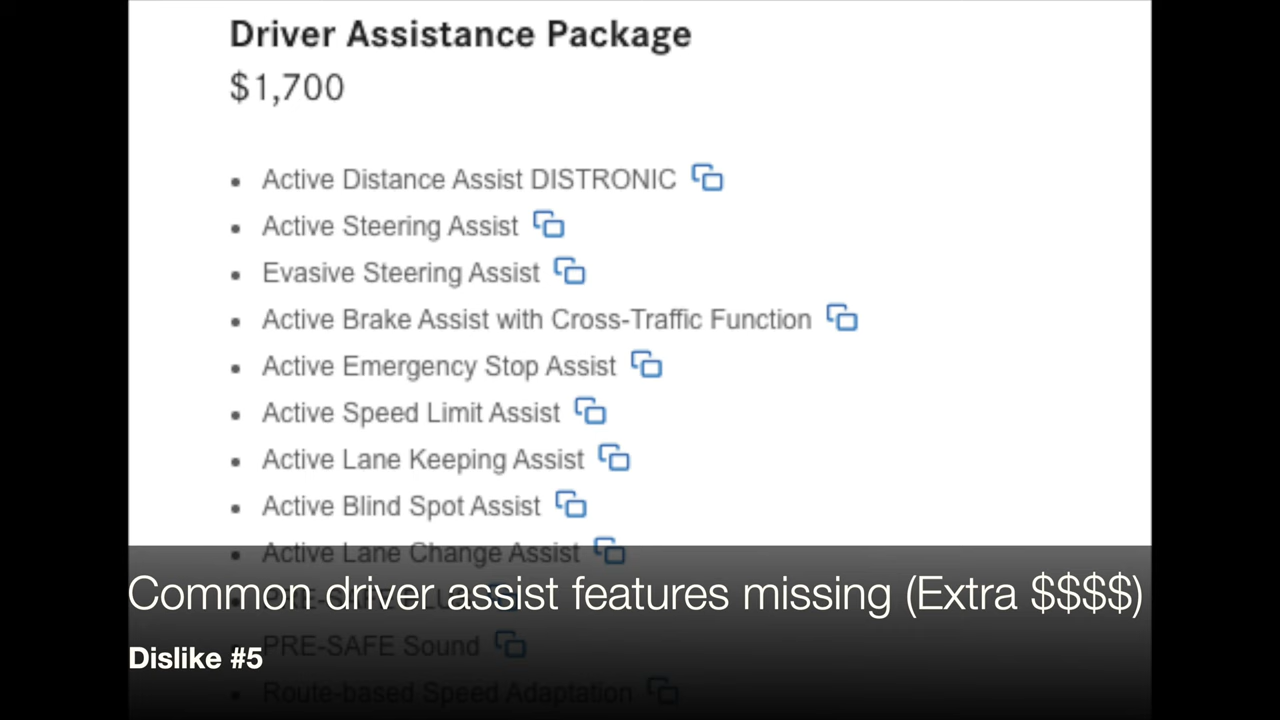 Driver Assistance Package
$1,700
• Active Distance Assist DISTRONIC
• Active Steering Assist
• Evasive Steering Assist
• Active Brake Assist with Cross-Traffic Function
• Active Emergency Stop Assist
• Active Speed Limit Assist
• Active Lane Keeping Assist
• Active Blind Spot Assist
• Active Lane Change Assist
Common driver assist features missing (Extra $$$$)
Dislike #5
PRE-SAFE Sound
Route-based Speed Adaptation